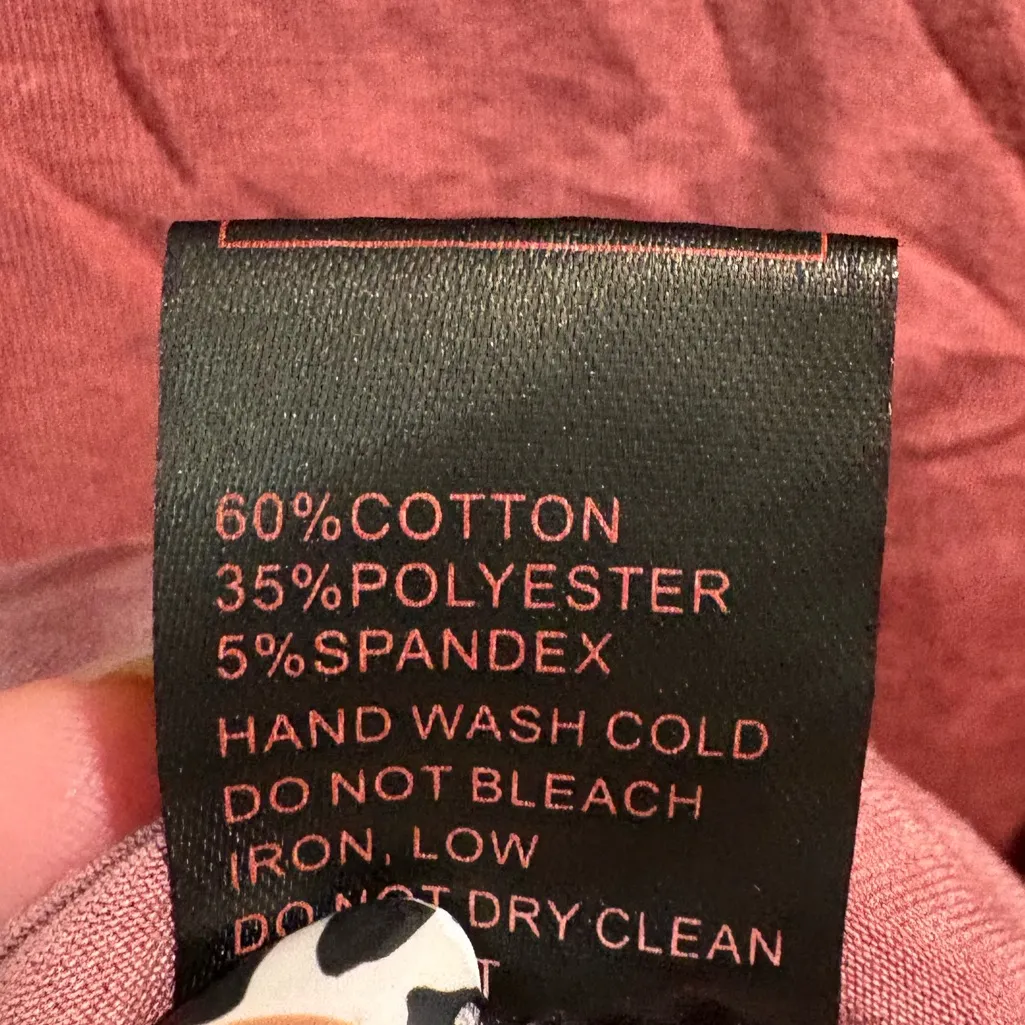 60%COTTON
35%POLYESTER
5%SPANDEX
HAND WASH COLD
DO NOT BLEACH
IRON, LOW
DO NOT DRY CLEAN